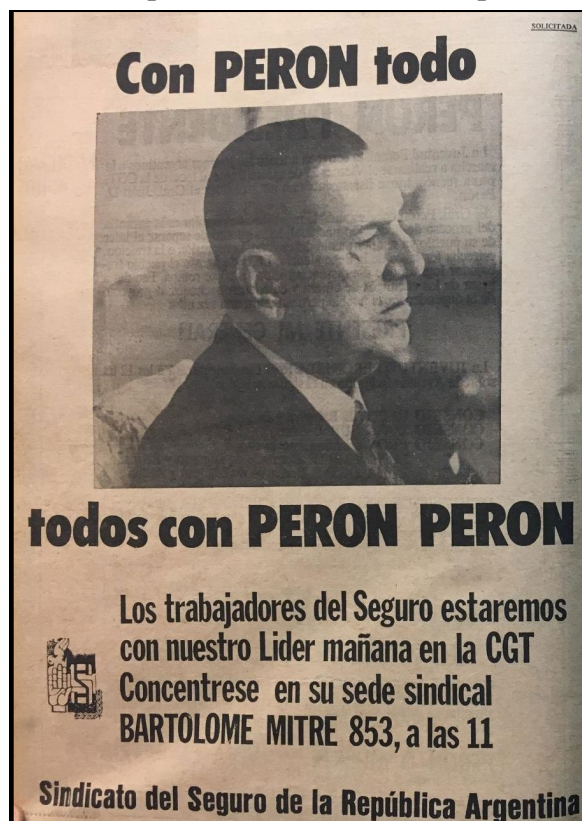 SOLICITADA
Con PERON todo
todos con PERON PERON
Los trabajadores del Seguro estaremos
con nuestro Lider mañana en la CGT
Concentrese en su sede sindical
BARTOLOME MITRE 853, a las 11
Sindicato del Seguro de la República Argentina